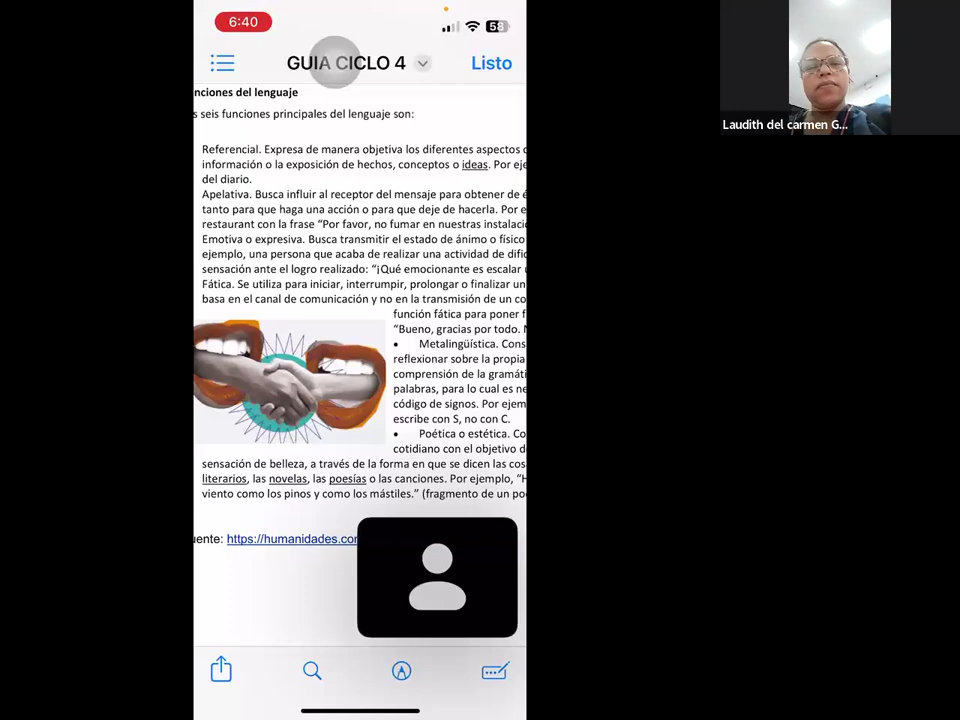 6:40
58
GUIA CICLO 4
Listo
nciones del lenguaje
s seis funciones principales del lenguaje son:
Referencial. Expresa de manera objetiva los diferentes aspectos
información o la exposición de hechos, conceptos o ideas. Por eje
del diario.
Apelativa. Busca influir al receptor del mensaje para obtener de é
tanto para que haga una acción o para que deje de hacerla. Por e
restaurant con la frase “Por favor, no fumar en nuestras instalaci
Emotiva o expresiva. Busca transmitir el estado de ánimo o físico
ejemplo, una persona que acaba de realizar una actividad de dific
sensación ante el logro realizado: “¡Qué emocionante es escalar
Fática. Se utiliza para iniciar, interrumpir, prolongar o finalizar un
basa en el canal de comunicación y no en la transmisión de un co
función fática para poner f
“Bueno, gracias por todo. N
• Metalingüística. Cons
reflexionar sobre la propia
comprensión de la gramáti
palabras, para lo cual es ne
código de signos. Por ejem
escribe con S, no con C.
• Poética o estética. Co
cotidiano con el objetivo d
sensación de belleza, a través de la forma en que se dicen las cos
literarios, las novelas, las poesías o las canciones. Por ejemplo, “H
viento como los pinos y como los mástiles.” (fragmento de un poe
uente: https://humanidades.com
Laudith del carmen G...